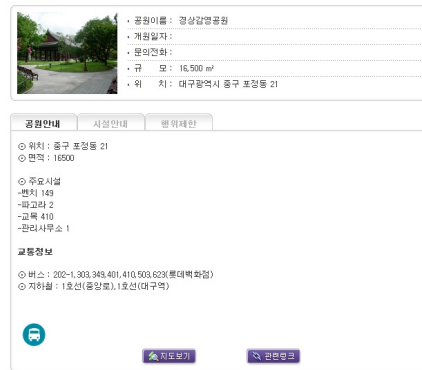 · 공원이름 : 경상감영공원
· 개원일자 :
· 문의전화 :
· 규 모 : 16,500 ㎡
· 위 치 : 대구광역시 중구 포정동 21
공원안내 시설안내 행위제한
⊙ 위치 : 중구 포정동 21
⊙ 면적 : 16500
⊙ 주요시설
-벤치 149
-파고라 2
-교목 410
-관리사무소 1
교통정보
⊙ 버스 : 202-1,303,349,401,410,503,623(롯데백화점)
⊙ 지하철 : 1호선(중앙로),1호선(대구역)
지도보기 관련링크